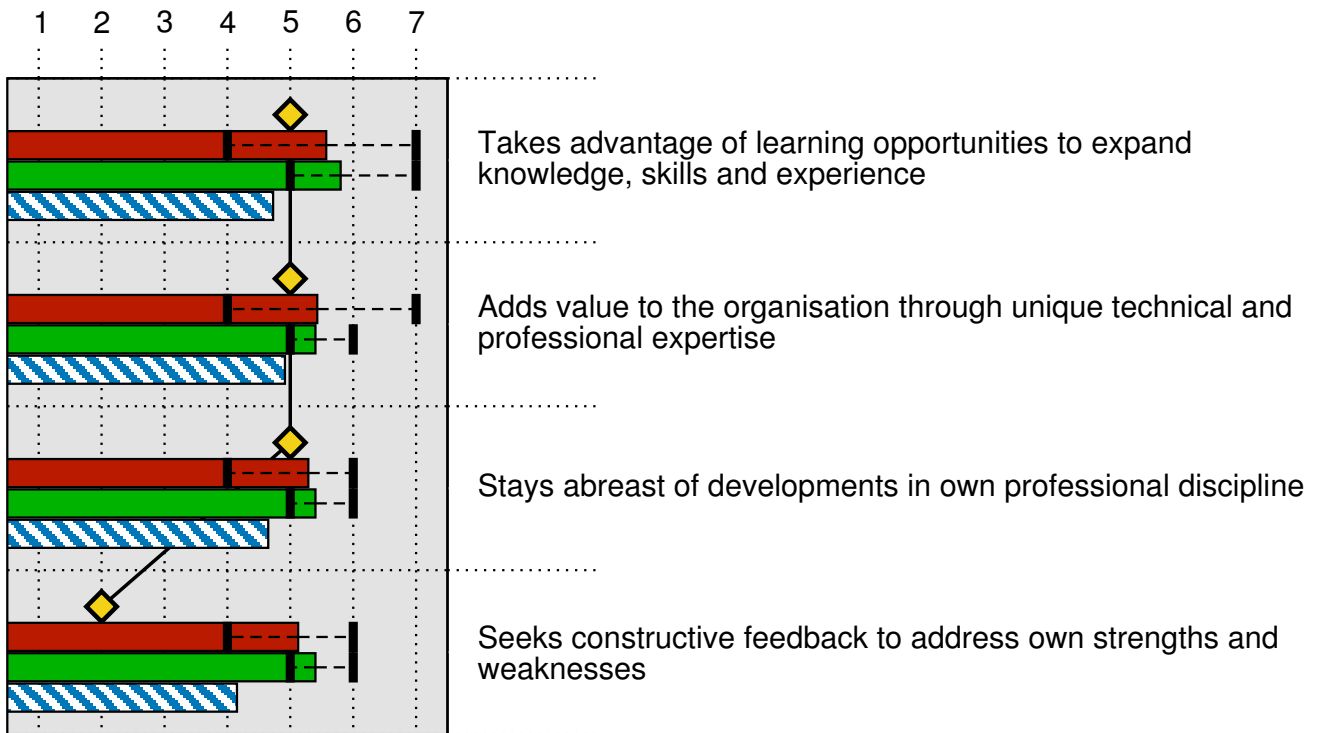 1 2 3 4 5 6 7
Takes advantage of learning opportunities to expand
knowledge, skills and experience
Adds value to the organisation through unique technical and
professional expertise
Stays abreast of developments in own professional discipline
Seeks constructive feedback to address own strengths and
weaknesses